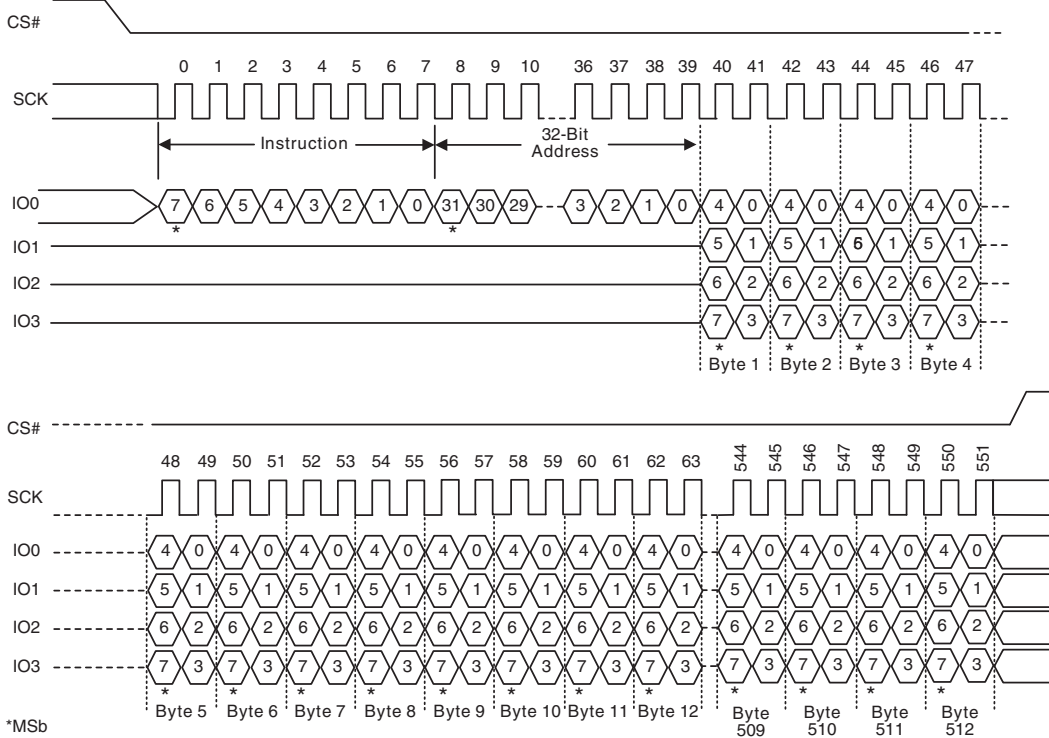 CS#
0 1 2 3 4 5 6 7 8 9 10 36 37 38 39 40 41 42 43 44 45 46 47
SCK
Instruction
32-Bit
Address
IO0 7 6 5 4 3 2 1 0 31 30 29 3 2 1 0 4 0 4 0 4 0 4 0
* *
IO1 5 1 5 1 6 1 5 1
IO2 6 2 6 2 6 2 6 2
IO3 7 3 7 3 7 3 7 3
* * * *
Byte 1 Byte 2 Byte 3 Byte 4
CS#
48 49 50 51 52 53 54 55 56 57 58 59 60 61 62 63 544 545 546 547 548 549 550 551
SCK
IO0 4 0 4 0 4 0 4 0 4 0 4 0 4 0 4 0 4 0 4 0 4 0 4 0
IO1 5 1 5 1 5 1 5 1 5 1 5 1 5 1 5 1 5 1 5 1 5 1 5 1
IO2 6 2 6 2 6 2 6 2 6 2 6 2 6 2 6 2 6 2 6 2 6 2 6 2
IO3 7 3 7 3 7 3 7 3 7 3 7 3 7 3 7 3 7 3 7 3 7 3 7 3
* * * * * * * * * * * *
Byte 5 Byte 6 Byte 7 Byte 8 Byte 9 Byte 10 Byte 11 Byte 12 Byte Byte Byte Byte
509 510 511 512
*MSb